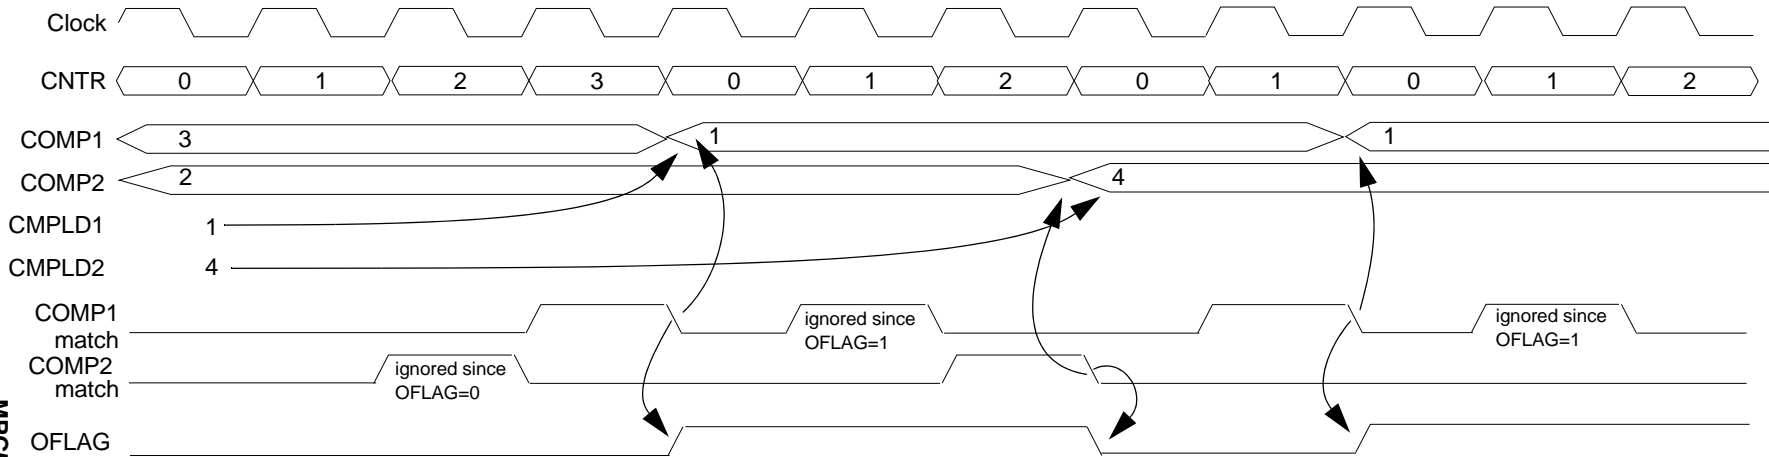 Clock
CNTR 0 1 2 3 0 1 2 0 1 0 1 2
COMP1 3 1 1
COMP2 2 4
CMPLD1 1
CMPLD2 4
COMP1
match
ignored since
OFLAG=1
ignored since
OFLAG=1
COMP2
match
ignored since
OFLAG=0
OFLAG